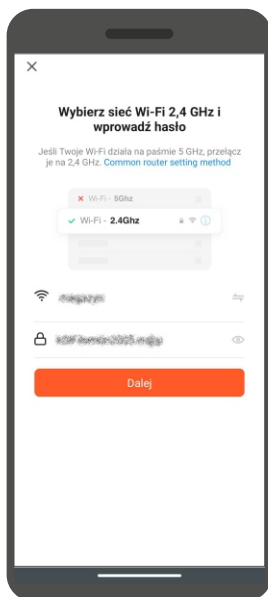 Wybierz sieć Wi-Fi 2,4 GHz i
wprowadź hasło
Jeśli Twoje Wi-Fi działa na paśmie 5 GHz, przełącz
je na 2,4 GHz. Common router setting method
Wi-Fi - 5Ghz
Wi-Fi - 2.4Ghz
Dalej